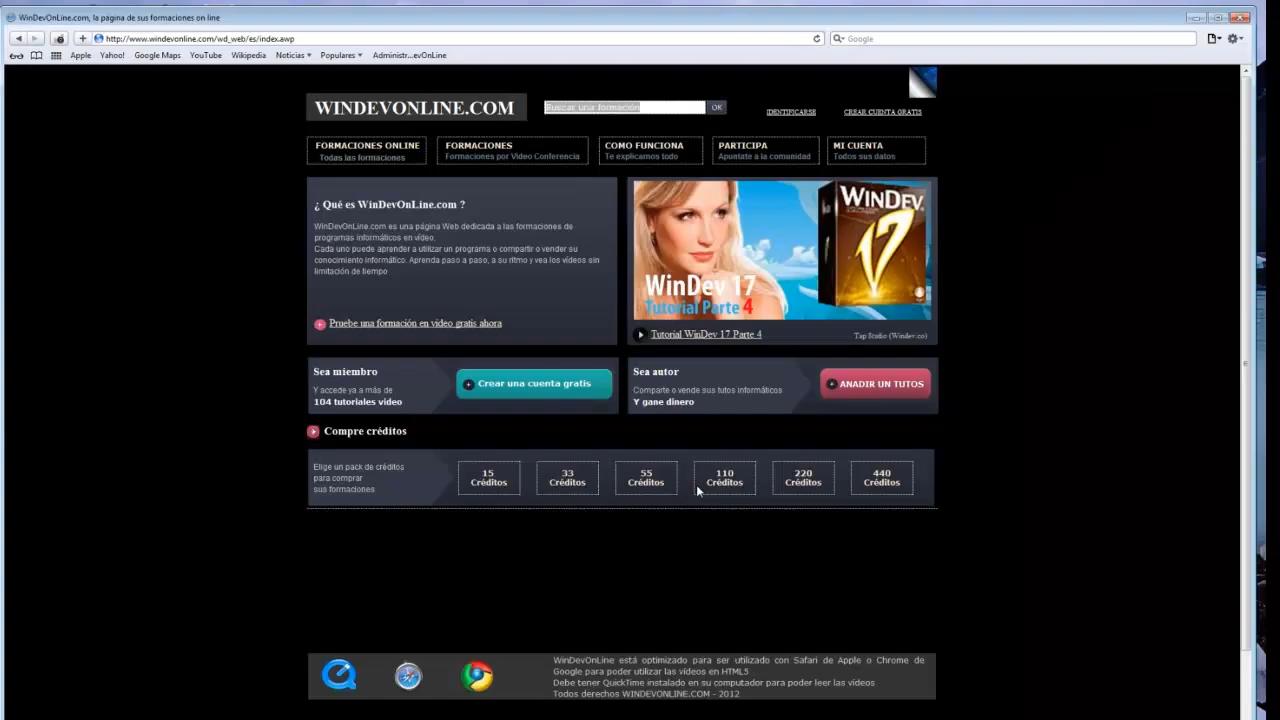 WinDevOnLine.com, la página de sus formaciones on line
http://www.windevonline.com/wd_web/es/index.awp
Google
Apple Yahoo! Google Maps YouTube Wikipedia Noticias Populares Administr...evOnLine
WINDEVONLINE.COM
Buscar una formación
OK
IDENTIFICARSE
CREAR CUENTA GRATIS
FORMACIONES ONLINE
Todas las formaciones
FORMACIONES
Formaciones por Video Conferencia
COMO FUNCIONA
Te explicamos todo
PARTICIPA
Apuntate a la comunidad
MI CUENTA
Todos sus datos
¿ Qué es WinDevOnLine.com ?
WinDevOnLine.com es una página Web dedicada a las formaciones de
programas informáticos en vídeo.
Cada uno puede aprender a utilizar un programa o compartir o vender su
conocimiento informático. Aprenda paso a paso, a su ritmo y vea los vídeos sin
limitación de tiempo
Pruebe una formación en video gratis ahora
WINDEV
17
WinDev 17
Tutorial Parte 4
Tutorial WinDev 17 Parte 4
Tap Studio (Windev.co)
Sea miembro
Y accede ya a más de
104 tutoriales video
Crear una cuenta gratis
Sea autor
Comparte o vende sus tutos informáticos
Y gane dinero
ANADIR UN TUTOS
Compre créditos
Elige un pack de créditos
para comprar
sus formaciones
15
Créditos
33
Créditos
55
Créditos
110
Créditos
220
Créditos
440
Créditos
WinDevOnLine está optimizado para ser utilizado con Safari de Apple o Chrome de
Google para poder utilizar las vídeos en HTML5
Debe tener QuickTime instalado en su computador para poder leer las vídeos
Todos derechos WINDEVONLINE.COM - 2012